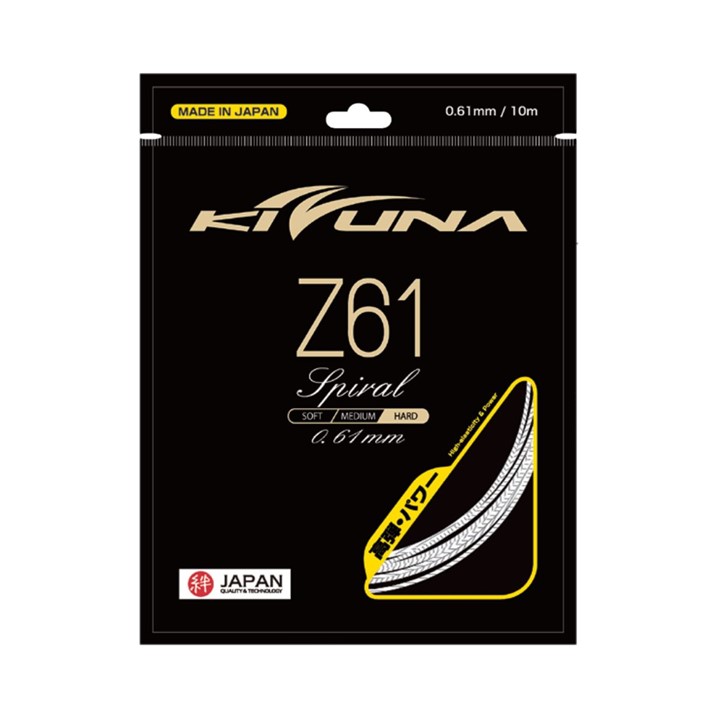 MADE IN JAPAN
0.61mm / 10m
KIZUNA
Z61
Spiral
SOFT MEDIUM HARD
0.61mm
High-elasticity & Power
高弾・パワー
絆 JAPAN
QUALITY & TECHNOLOGY